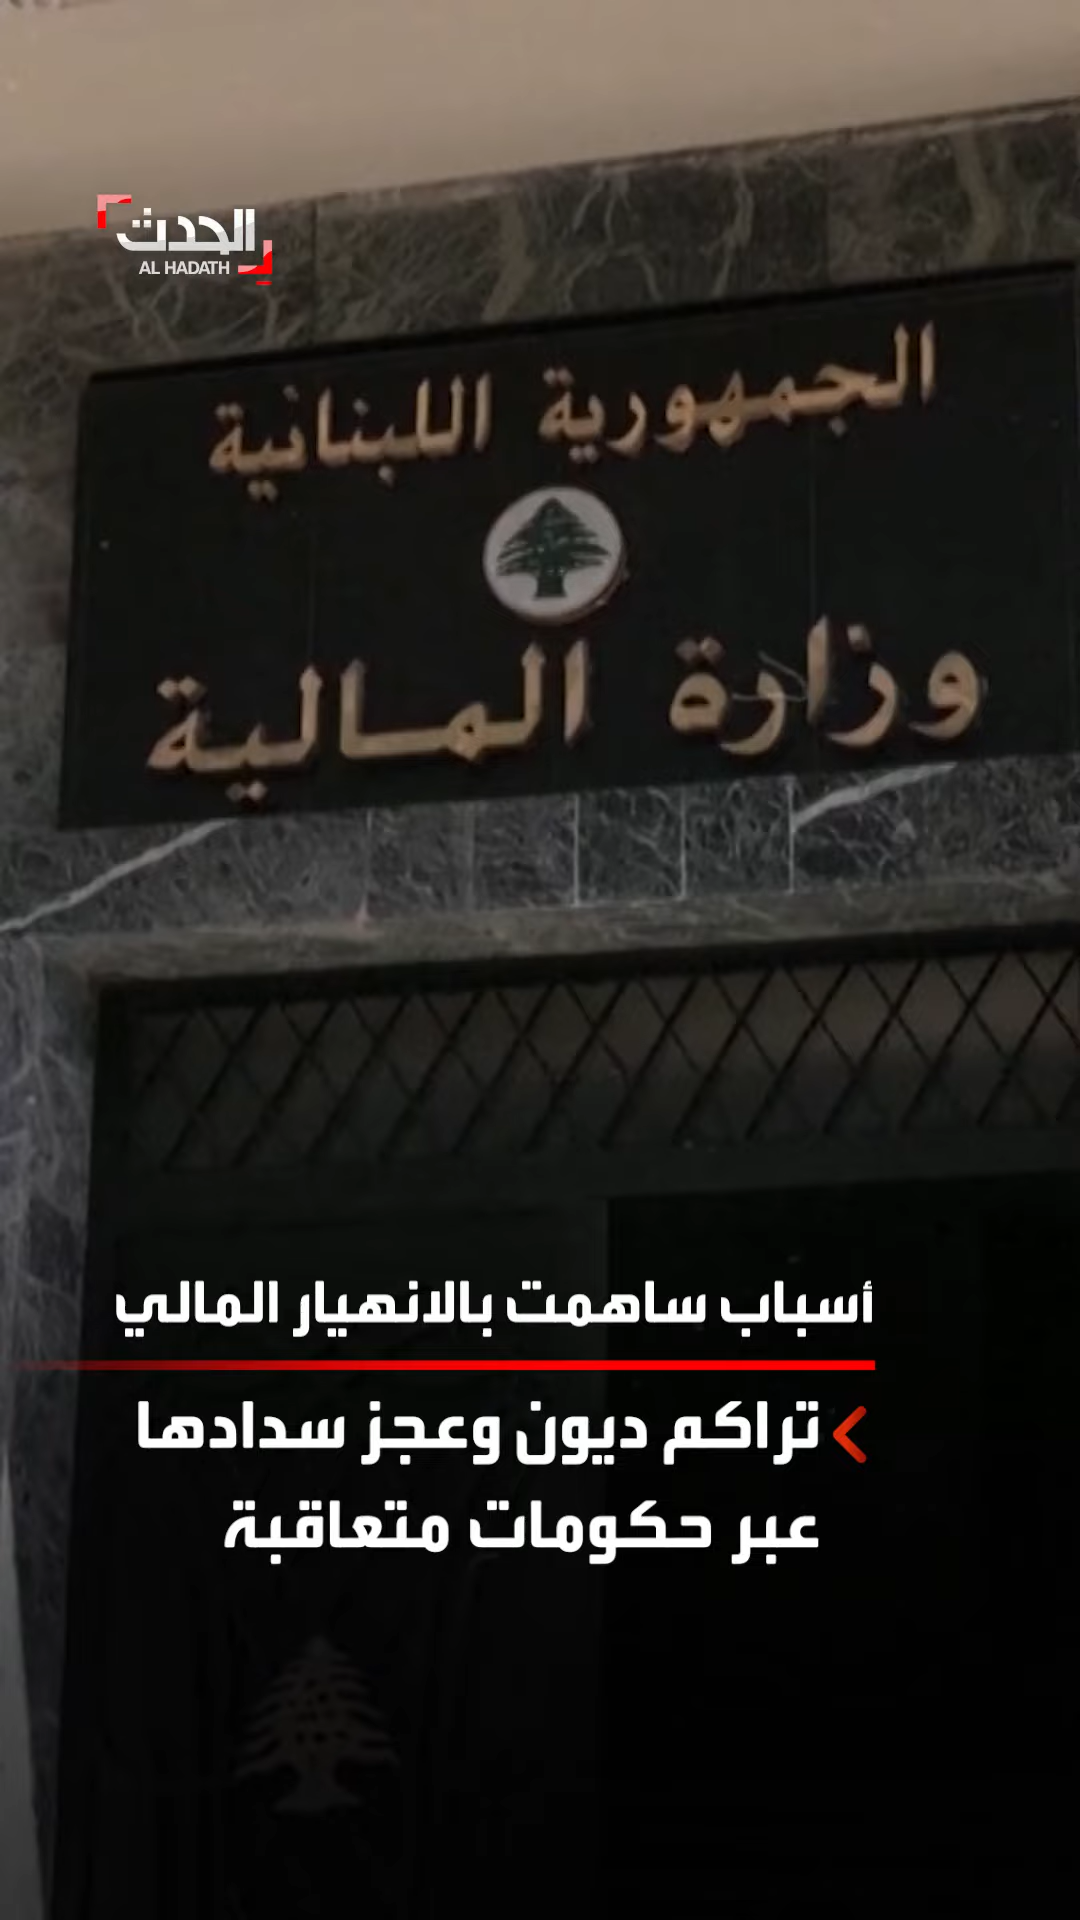 الحدث
AL HADATH
الجمهورية اللبنانية
وزارة المالية
أسباب ساهمت بالانهيار المالي
تراكم ديون وعجز سدادها
عبر حكومات متعاقبة